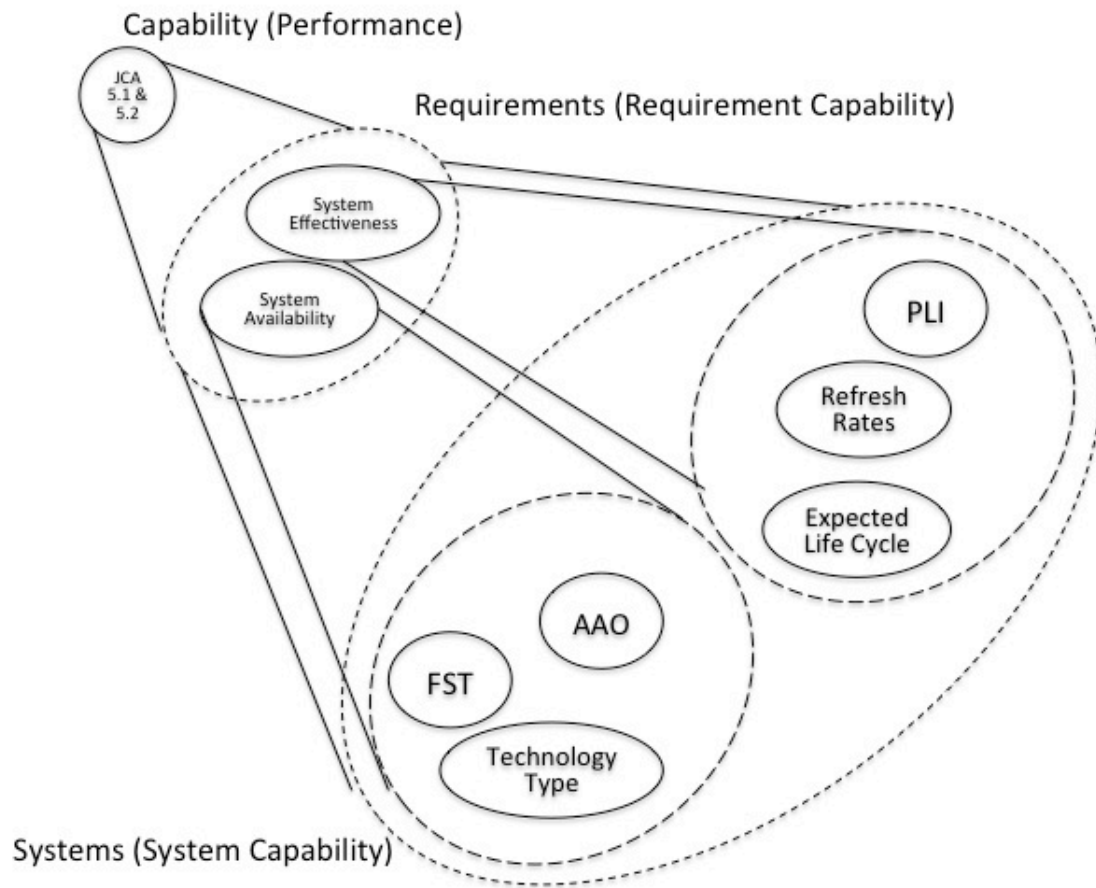 Capability (Performance)
JCA
5.1 &
5.2
Requirements (Requirement Capability)
System
Effectiveness
System
Availability
PLI
Refresh
Rates
Expected
Life Cycle
AAO
FST
Technology
Type
Systems (System Capability)